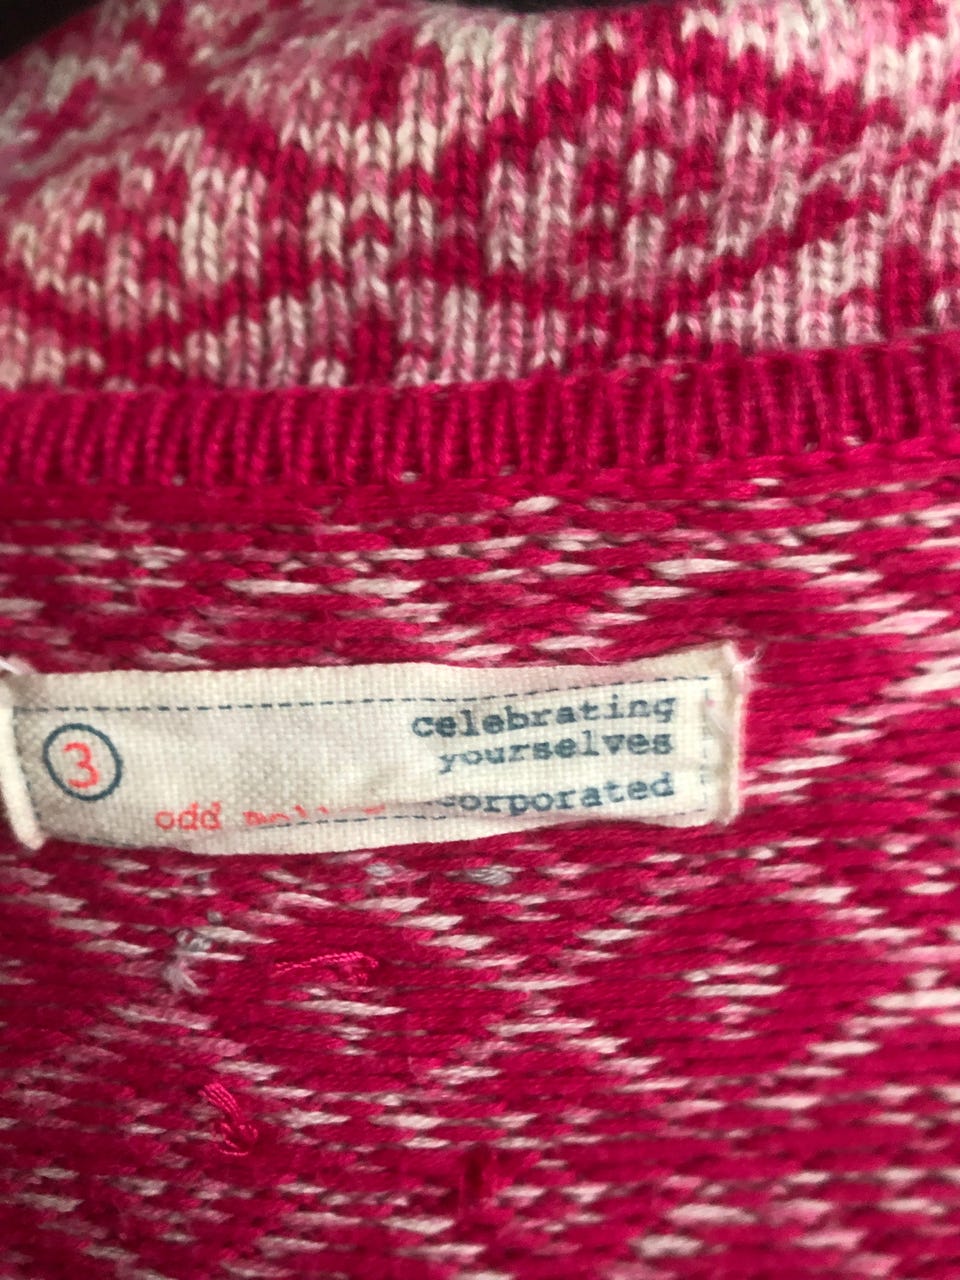 celebrating
yourselves
3
corporated
odd